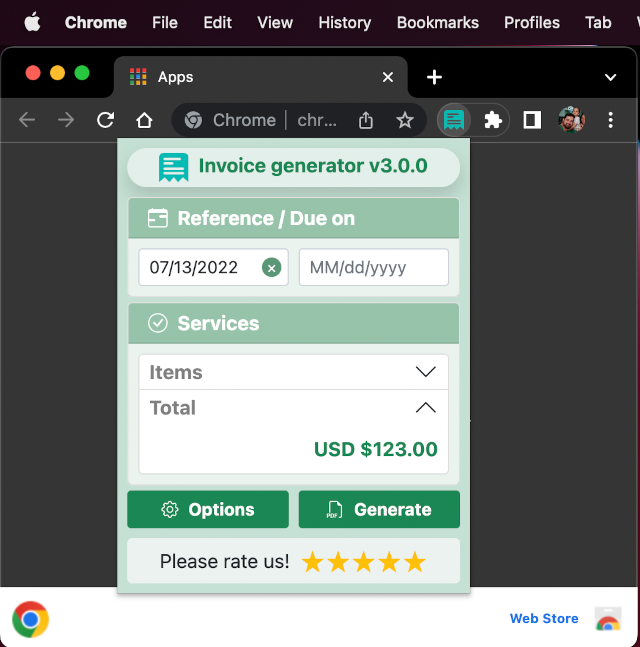 Chrome File Edit View History Bookmarks Profiles Tab
Apps
Chrome | chr...
Invoice generator v3.0.0
Reference / Due on
07/13/2022 MM/dd/yyyy
Services
Items
Total
USD $123.00
Options PDF Generate
Please rate us!
Web Store